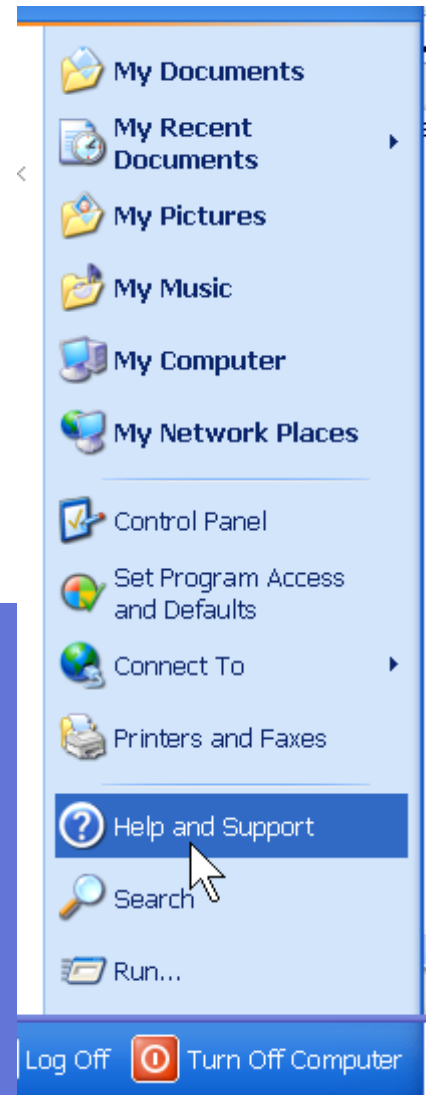 My Documents
My Recent
Documents
My Pictures
My Music
My Computer
My Network Places
Control Panel
Set Program Access
and Defaults
Connect To
Printers and Faxes
Help and Support
Search
Run...
Log Off
Turn Off Computer